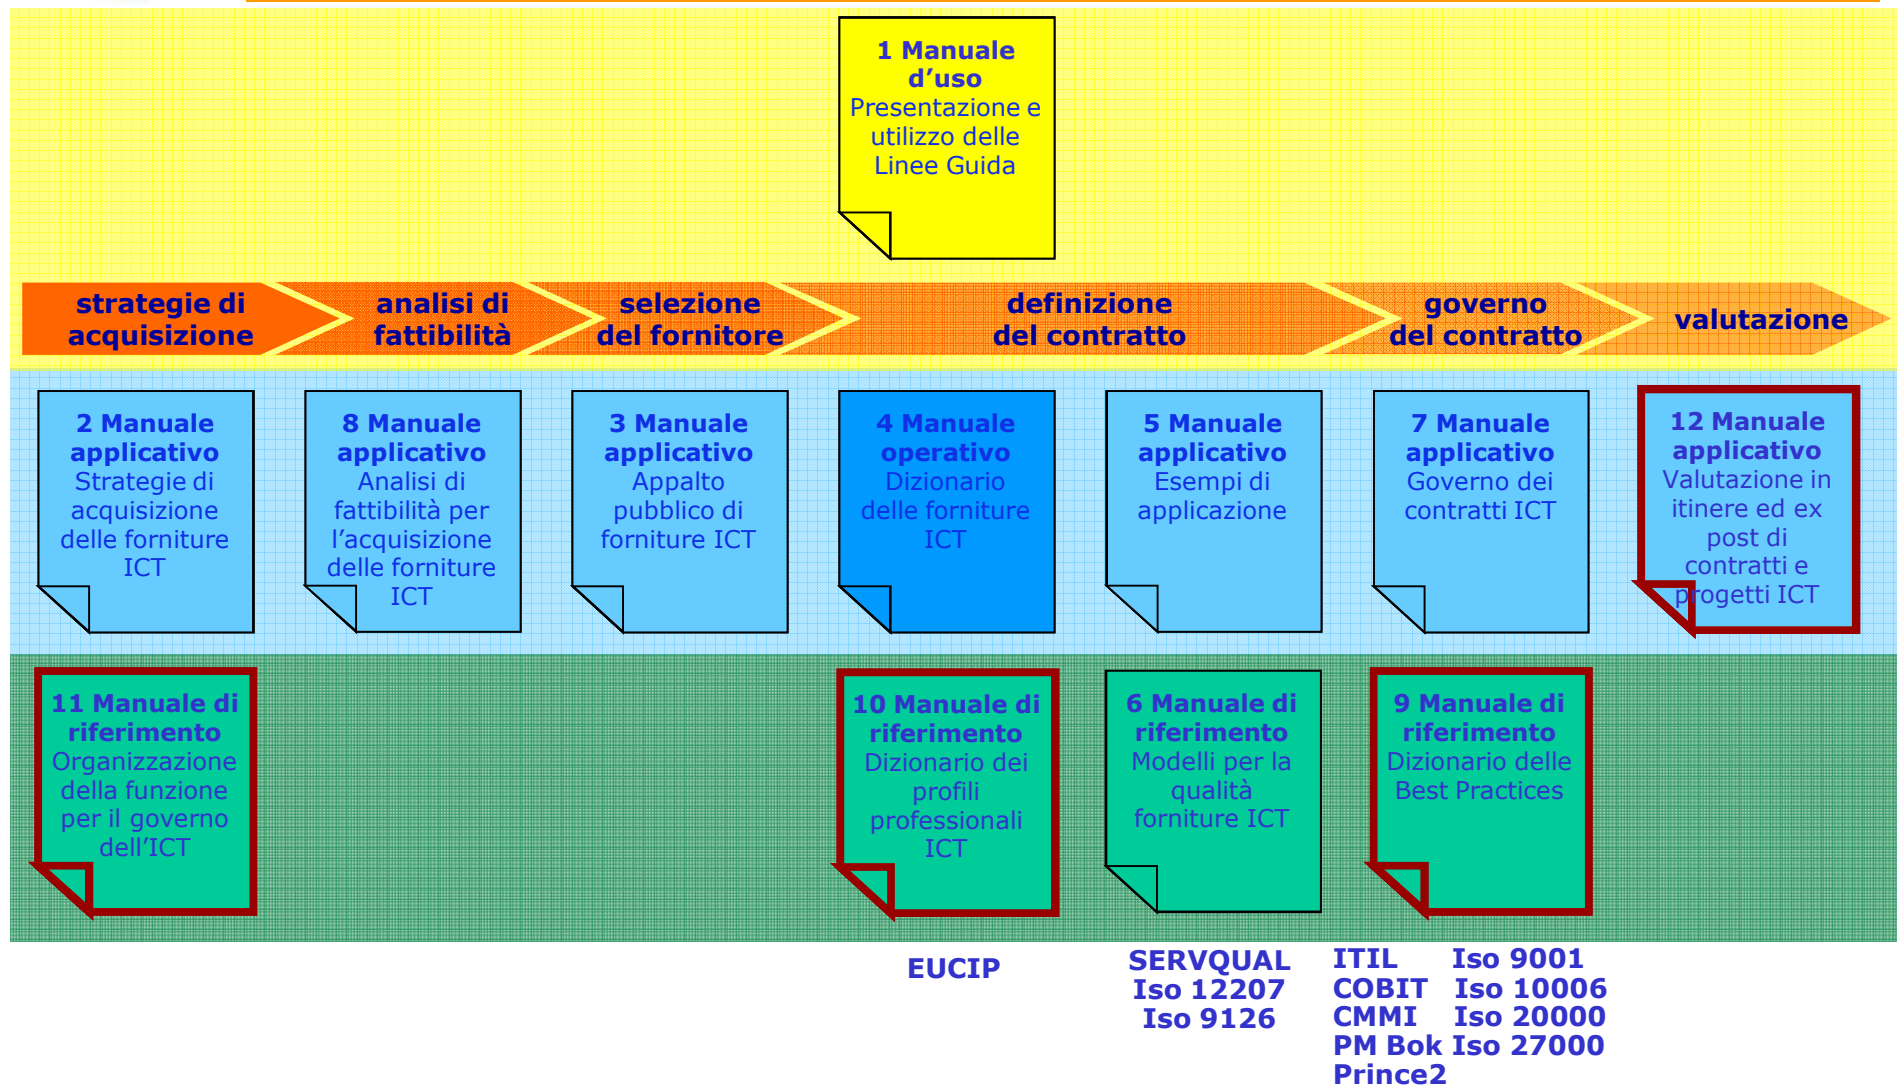 1 Manuale
d’uso
Presentazione e
utilizzo delle
Linee Guida
strategie di
acquisizione
analisi di
fattibilità
selezione
del fornitore
definizione
del contratto
governo
del contratto
valutazione
2 Manuale
applicativo
Strategie di
acquisizione
delle forniture
ICT
8 Manuale
applicativo
Analisi di
fattibilità per
l’acquisizione
delle forniture
ICT
3 Manuale
applicativo
Appalto
pubblico di
forniture ICT
4 Manuale
operativo
Dizionario
delle forniture
ICT
5 Manuale
applicativo
Esempi di
applicazione
7 Manuale
applicativo
Governo dei
contratti ICT
12 Manuale
applicativo
Valutazione in
itinere ed ex
post di
contratti e
progetti ICT
11 Manuale di
riferimento
Organizzazione
della funzione
per il governo
dell’ICT
10 Manuale di
riferimento
Dizionario dei
profili
professionali
ICT
6 Manuale di
riferimento
Modelli per la
qualità
forniture ICT
9 Manuale di
riferimento
Dizionario delle
Best Practices
EUCIP
SERVQUAL
Iso 12207
Iso 9126
ITIL Iso 9001
COBIT Iso 10006
CMMI Iso 20000
PM Bok Iso 27000
Prince2